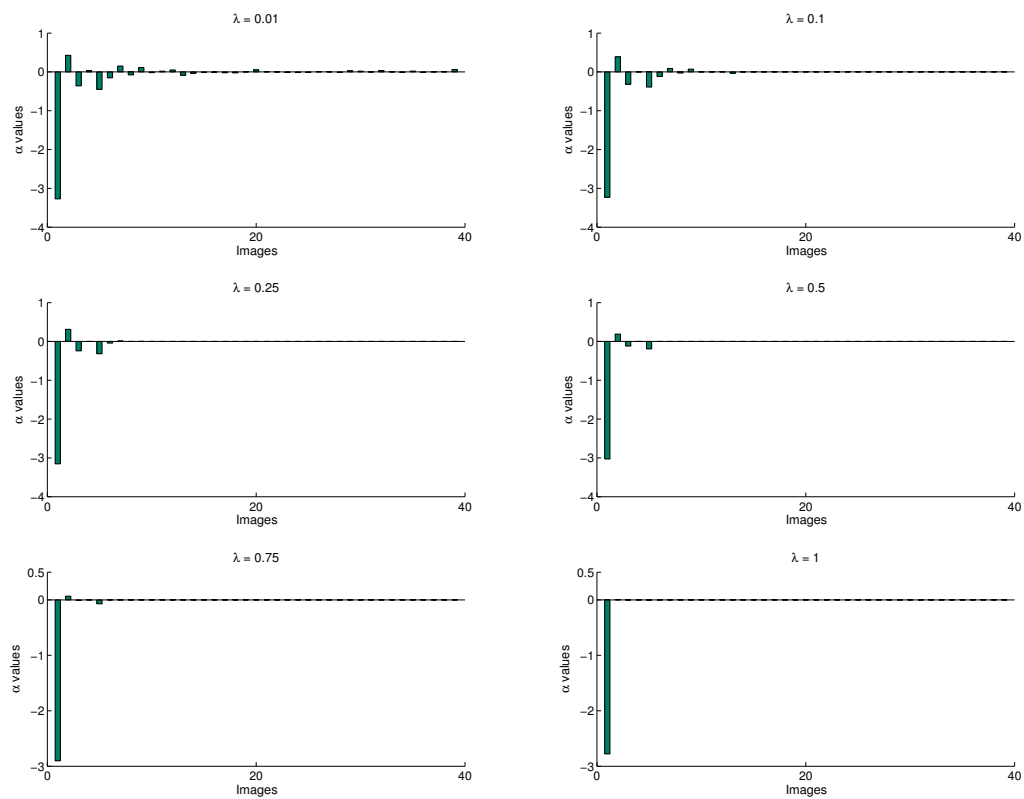 λ = 0.01
1
0
−1
−2
−3
−4
α values
0
20
40
Images
λ = 0.1
1
0
−1
−2
−3
−4
α values
0
20
40
Images
λ = 0.25
1
0
−1
−2
−3
−4
α values
0
20
40
Images
λ = 0.5
1
0
−1
−2
−3
−4
α values
0
20
40
Images
λ = 0.75
0.5
0
−1
−2
−3
α values
0
20
40
Images
λ = 1
0.5
0
−1
−2
−3
α values
0
20
40
Images